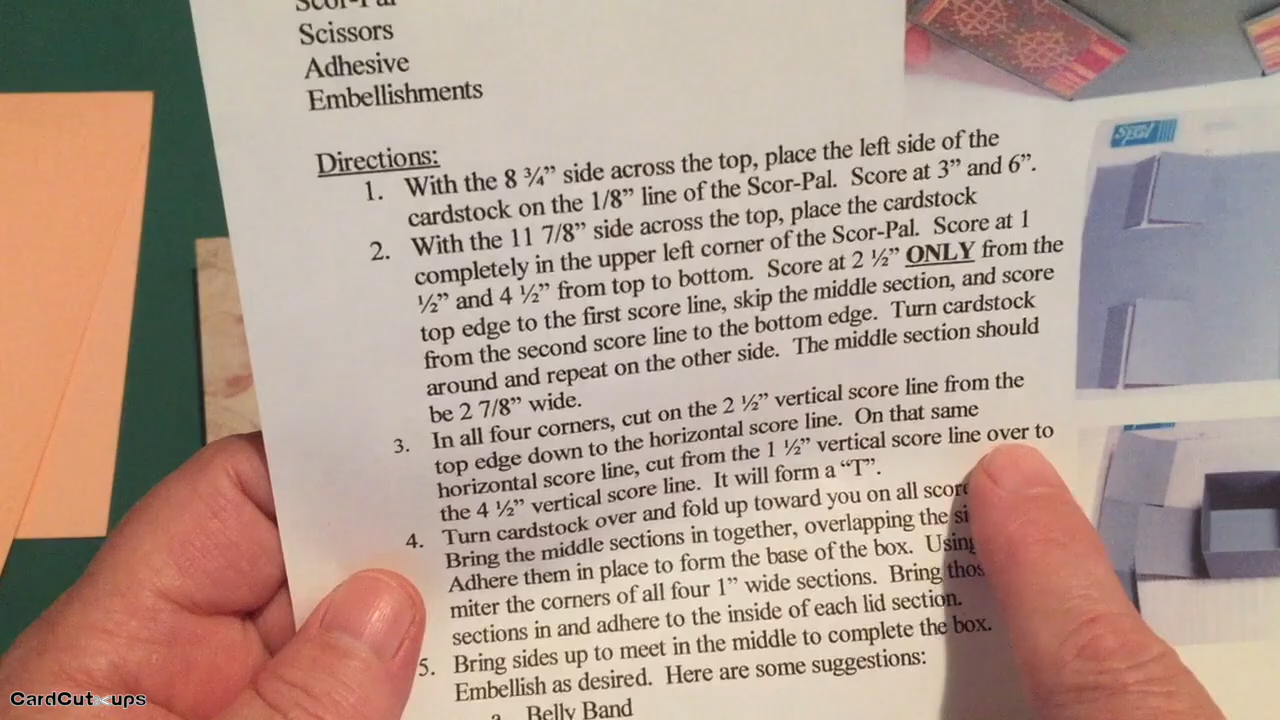 Scor-Pal
Scissors
Adhesive
Embellishments
Directions:
1. With the 8 ¾” side across the top, place the left side of the
cardstock on the 1/8” line of the Scor-Pal. Score at 3” and 6”.
2. With the 11 7/8” side across the top, place the cardstock
completely in the upper left corner of the Scor-Pal. Score at 1
½” and 4 ½” from top to bottom. Score at 2 ½” ONLY from the
top edge to the first score line, skip the middle section, and score
from the second score line to the bottom edge. Turn cardstock
around and repeat on the other side. The middle section should
be 2 7/8” wide.
3. In all four corners, cut on the 2 ½” vertical score line from the
top edge down to the horizontal score line. On that same
horizontal score line, cut from the 1 ½” vertical score line over to
the 4 ½” vertical score line. It will form a “T”.
4. Turn cardstock over and fold up toward you on all score
Bring the middle sections in together, overlapping the si
Adhere them in place to form the base of the box. Using
miter the corners of all four 1” wide sections. Bring thos
sections in and adhere to the inside of each lid section.
5. Bring sides up to meet in the middle to complete the box.
Embellish as desired. Here are some suggestions:
a. Belly Band
CardCut ups